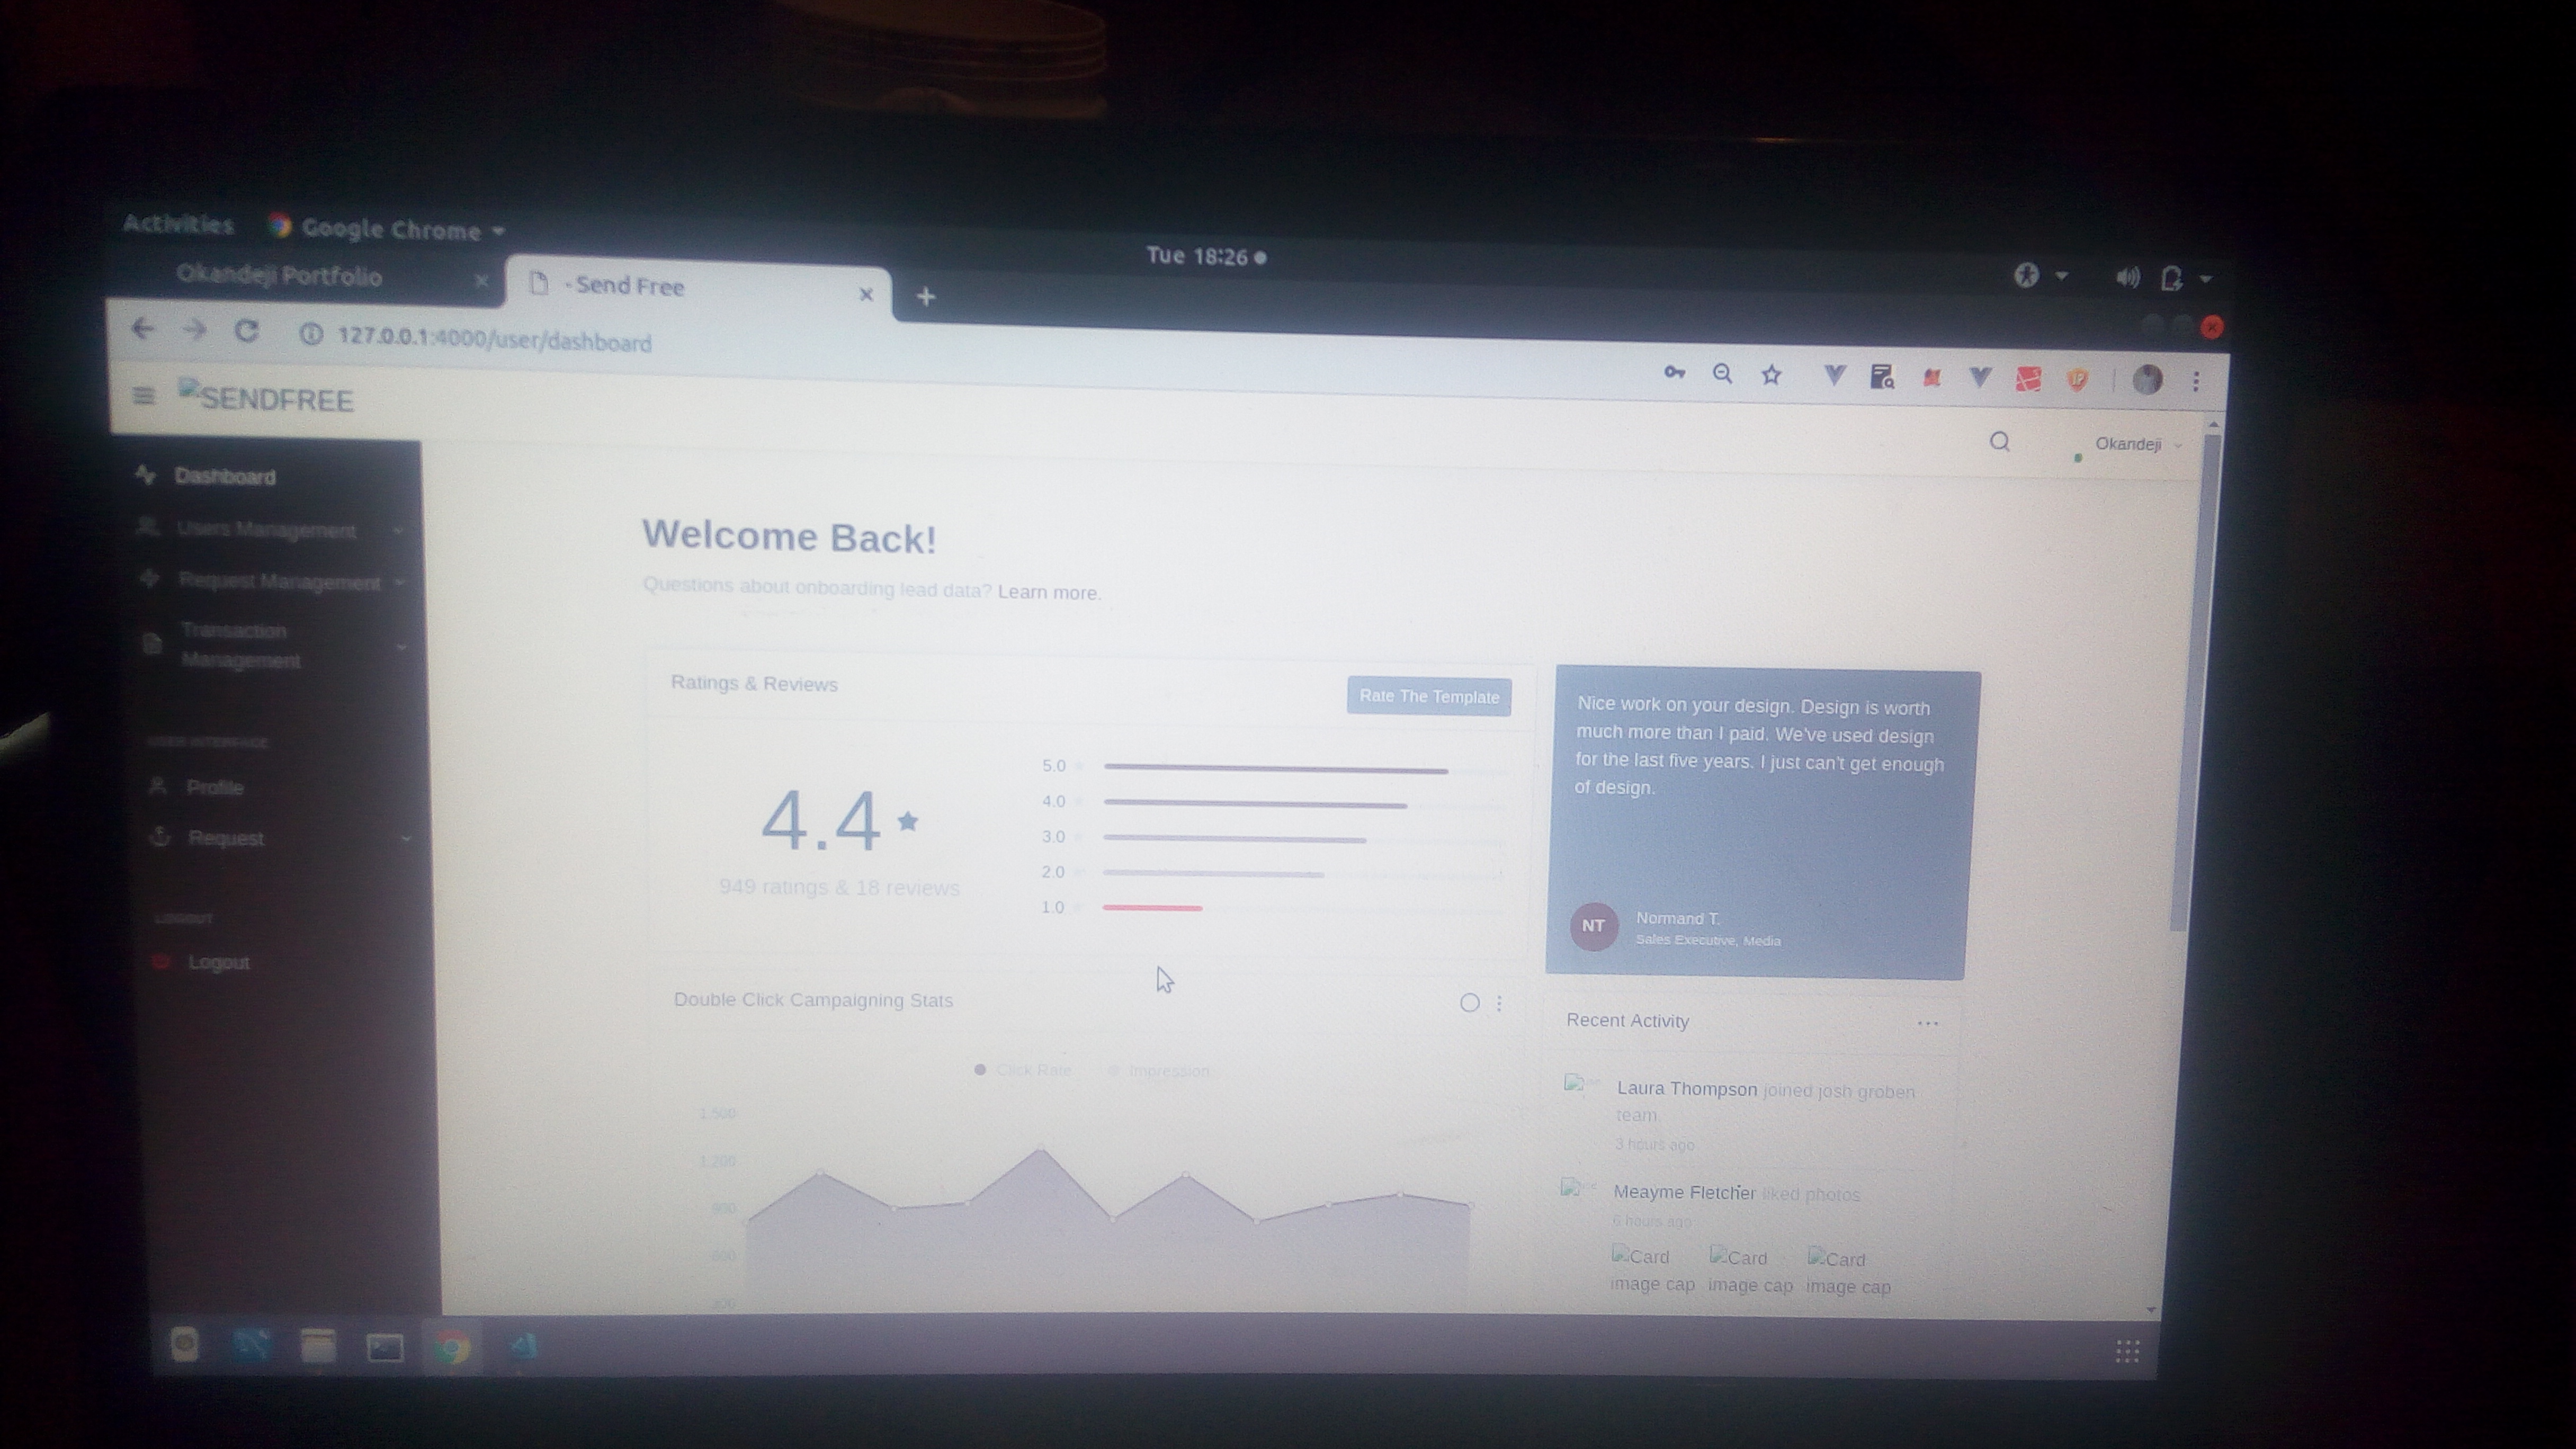 Activities Google Chrome
Tue 18:26
Okandeji Portfolio
- Send Free
127.0.0.1:4000/user/dashboard
SENDFREE
Okandeji
Dashboard
Users Management
Request Management
Transaction
Management
USER INTERFACE
Profile
Request
LOGOUT
Logout
Welcome Back!
Questions about onboarding lead data? Learn more.
Ratings & Reviews
Rate The Template
4.4
949 ratings & 18 reviews
5.0
4.0
3.0
2.0
1.0
Nice work on your design. Design is worth
much more than I paid. We've used design
for the last five years. I just can't get enough
of design.
NT
Normand T.
Sales Executive, Media
Double Click Campaigning Stats
Click Rate Impression
1,500
1,200
900
600
Recent Activity
Laura Thompson joined josh groben
team
3 hours ago
Meayme Fletcher liked photos
6 hours ago
Card
image cap
Card
image cap
Card
image cap